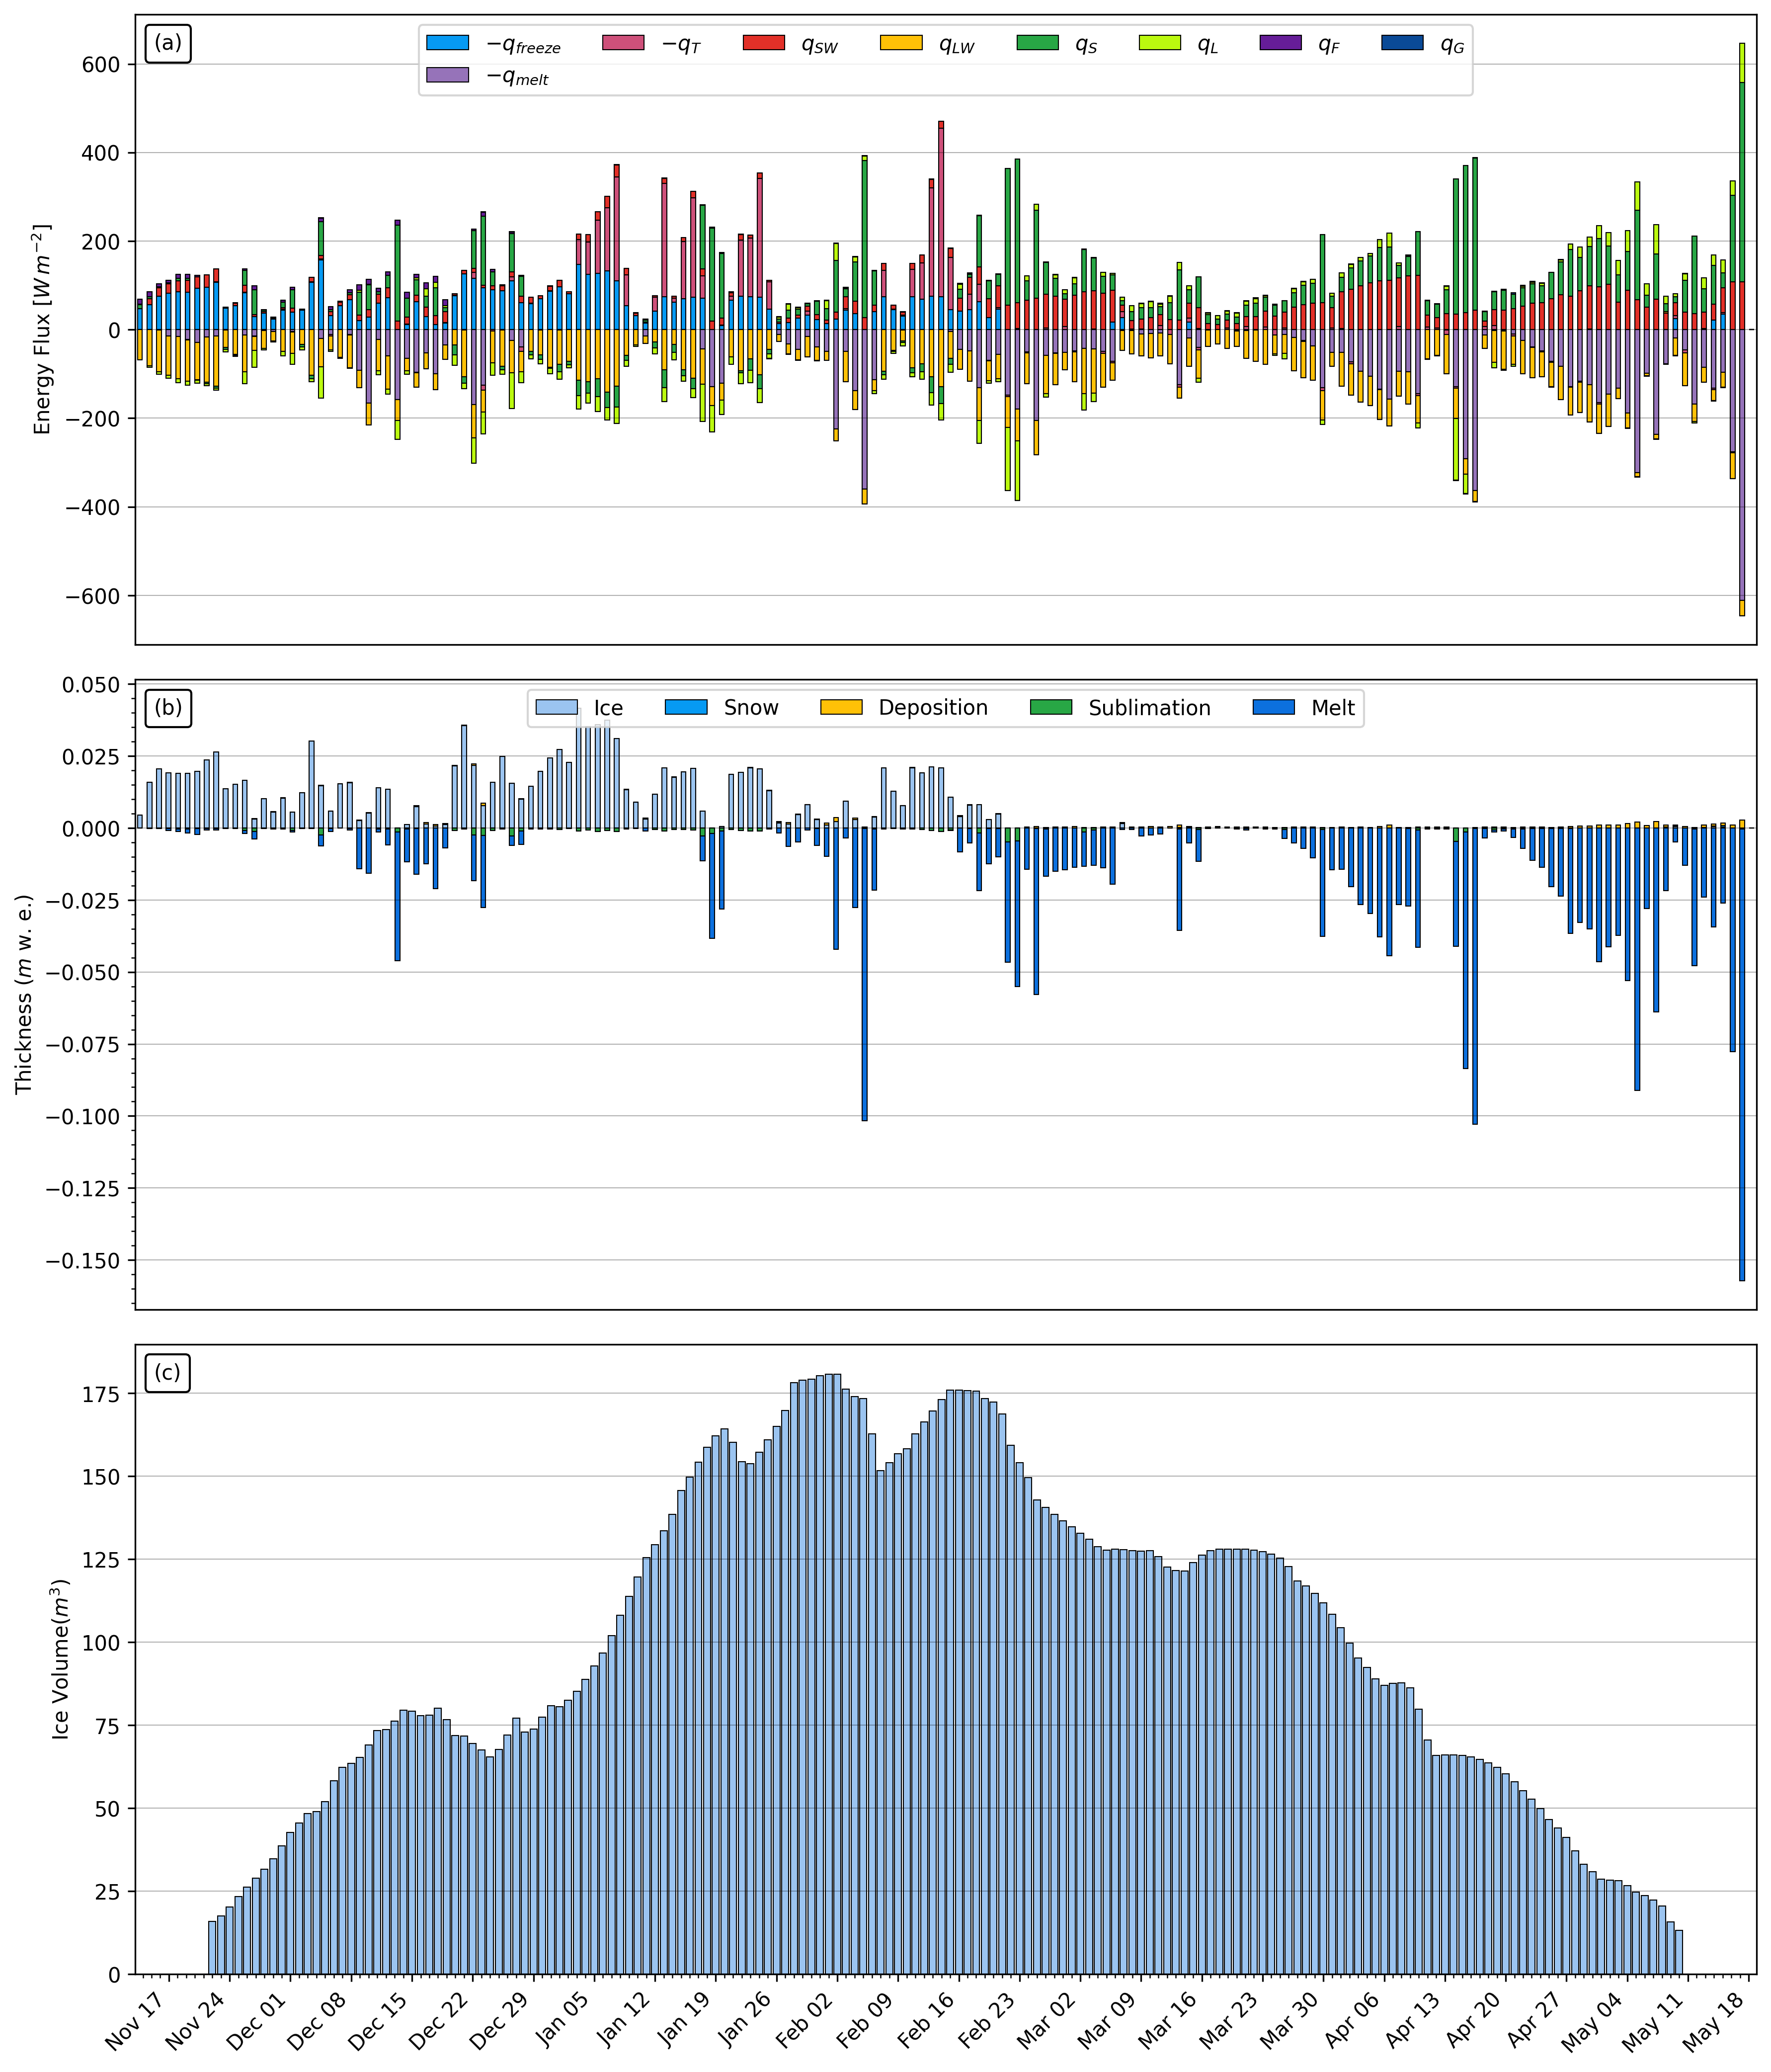 (a)
−q_freeze −q_T q_SW q_LW q_S q_L q_F q_G
−q_melt
Energy Flux [W m⁻²]
600
400
200
0
−200
−400
−600
(b)
Ice Snow Deposition Sublimation Melt
Thickness (m w. e.)
0.050
0.025
0.000
−0.025
−0.050
−0.075
−0.100
−0.125
−0.150
(c)
Ice Volume(m³)
175
150
125
100
75
50
25
0
Nov 17 Nov 24 Dec 01 Dec 08 Dec 15 Dec 22 Dec 29 Jan 05 Jan 12 Jan 19 Jan 26 Feb 02 Feb 09 Feb 16 Feb 23 Mar 02 Mar 09 Mar 16 Mar 23 Mar 30 Apr 06 Apr 13 Apr 20 Apr 27 May 04 May 11 May 18